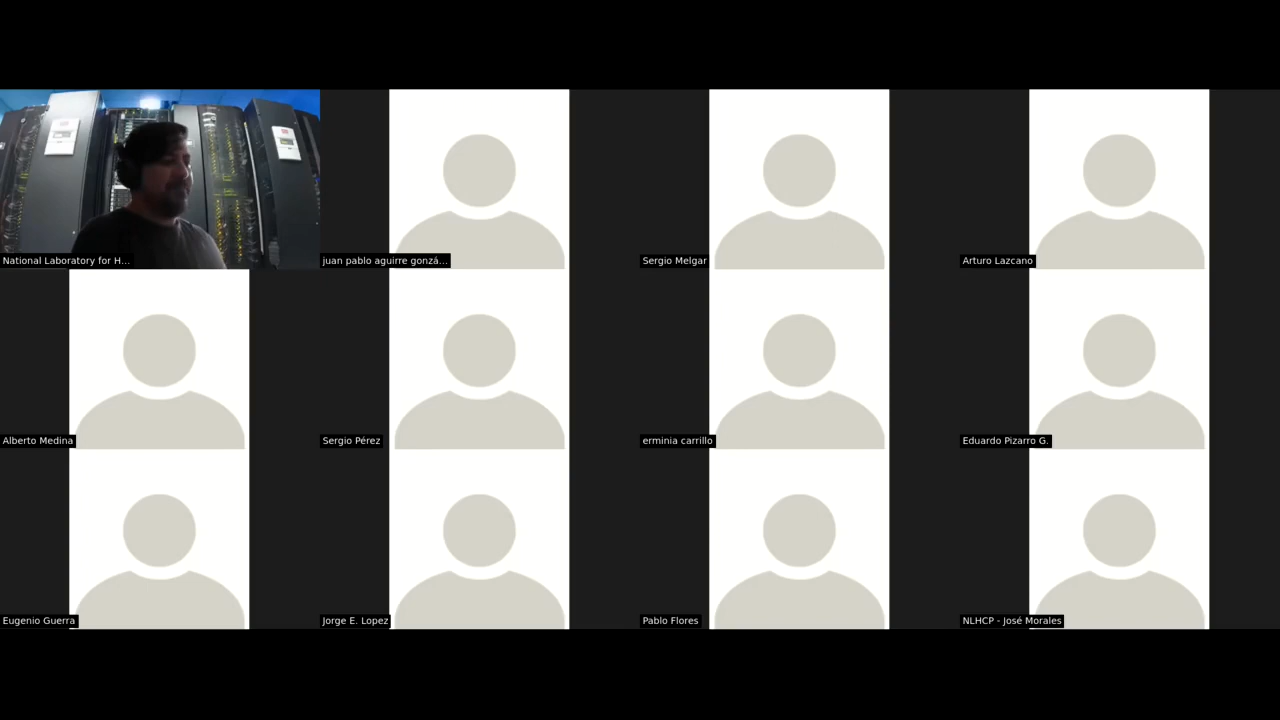 National Laboratory for H...
juan pablo aguirre gonzá...
Sergio Melgar
Arturo Lazcano
Alberto Medina
Sergio Pérez
erminia carrillo
Eduardo Pizarro G.
Eugenio Guerra
Jorge E. Lopez
Pablo Flores
NLHCP - José Morales